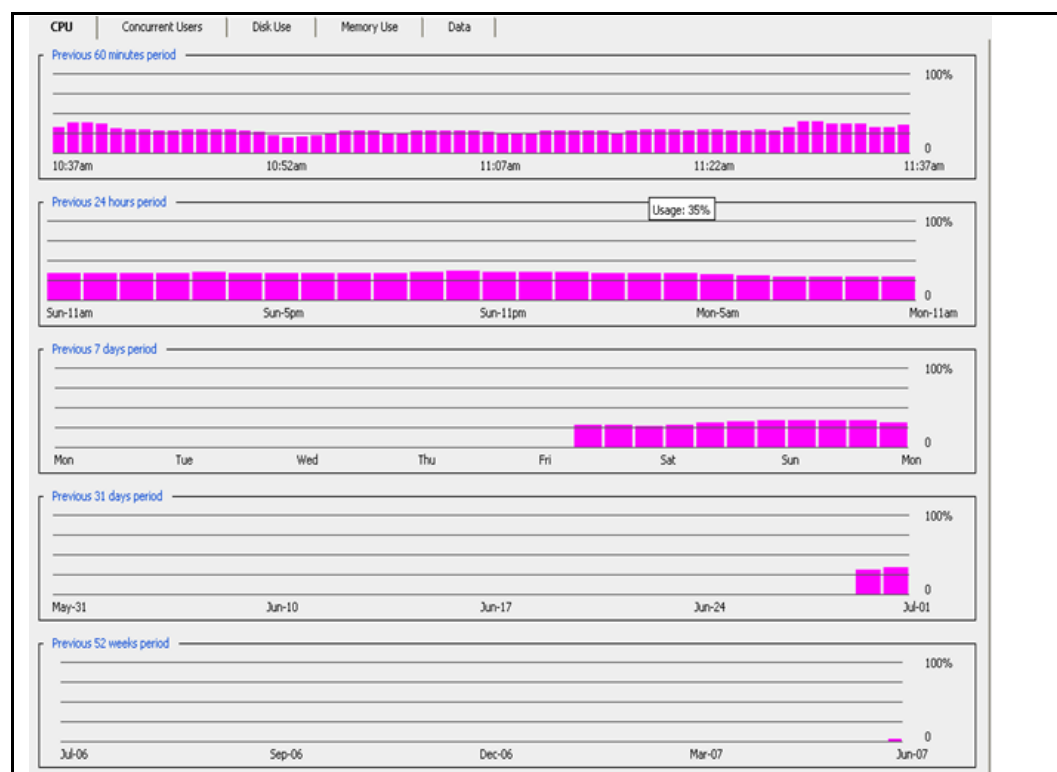 CPU Concurrent Users Disk Use Memory Use Data
Previous 60 minutes period
100%
0
10:37am 10:52am 11:07am 11:22am 11:37am
Previous 24 hours period
Usage: 35%
100%
0
Sun-11am Sun-5pm Sun-11pm Mon-5am Mon-11am
Previous 7 days period
100%
0
Mon Tue Wed Thu Fri Sat Sun Mon
Previous 31 days period
100%
0
May-31 Jun-10 Jun-17 Jun-24 Jul-01
Previous 52 weeks period
100%
0
Jul-06 Sep-06 Dec-06 Mar-07 Jun-07